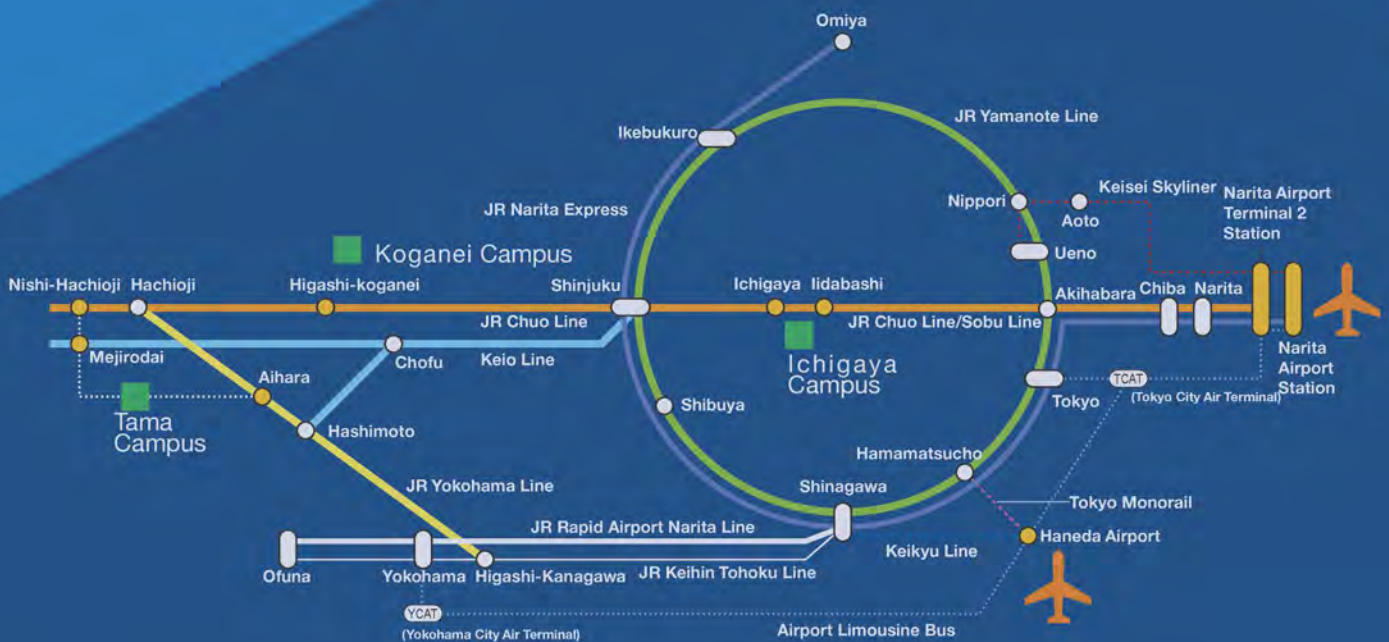 Omiya
JR Yamanote Line
Ikebukuro
JR Narita Express
Nippori
Aoto
Keisei Skyliner
Narita Airport
Terminal 2
Station
Ueno
Koganei Campus
Nishi-Hachioji
Hachioji
Higashi-koganei
Shinjuku
Ichigaya
Iidabashi
Akihabara
Chiba
Narita
JR Chuo Line
JR Chuo Line/Sobu Line
Mejirodai
Chofu
Keio Line
Ichigaya
Campus
Narita
Airport
Station
Aihara
Tama
Campus
Hashimoto
Shibuya
Tokyo
TCAT
(Tokyo City Air Terminal)
Hamamatsucho
JR Yokohama Line
Shinagawa
Tokyo Monorail
JR Rapid Airport Narita Line
Keikyu Line
Haneda Airport
Ofuna
Yokohama
Higashi-Kanagawa
JR Keihin Tohoku Line
YCAT
(Yokohama City Air Terminal)
Airport Limousine Bus